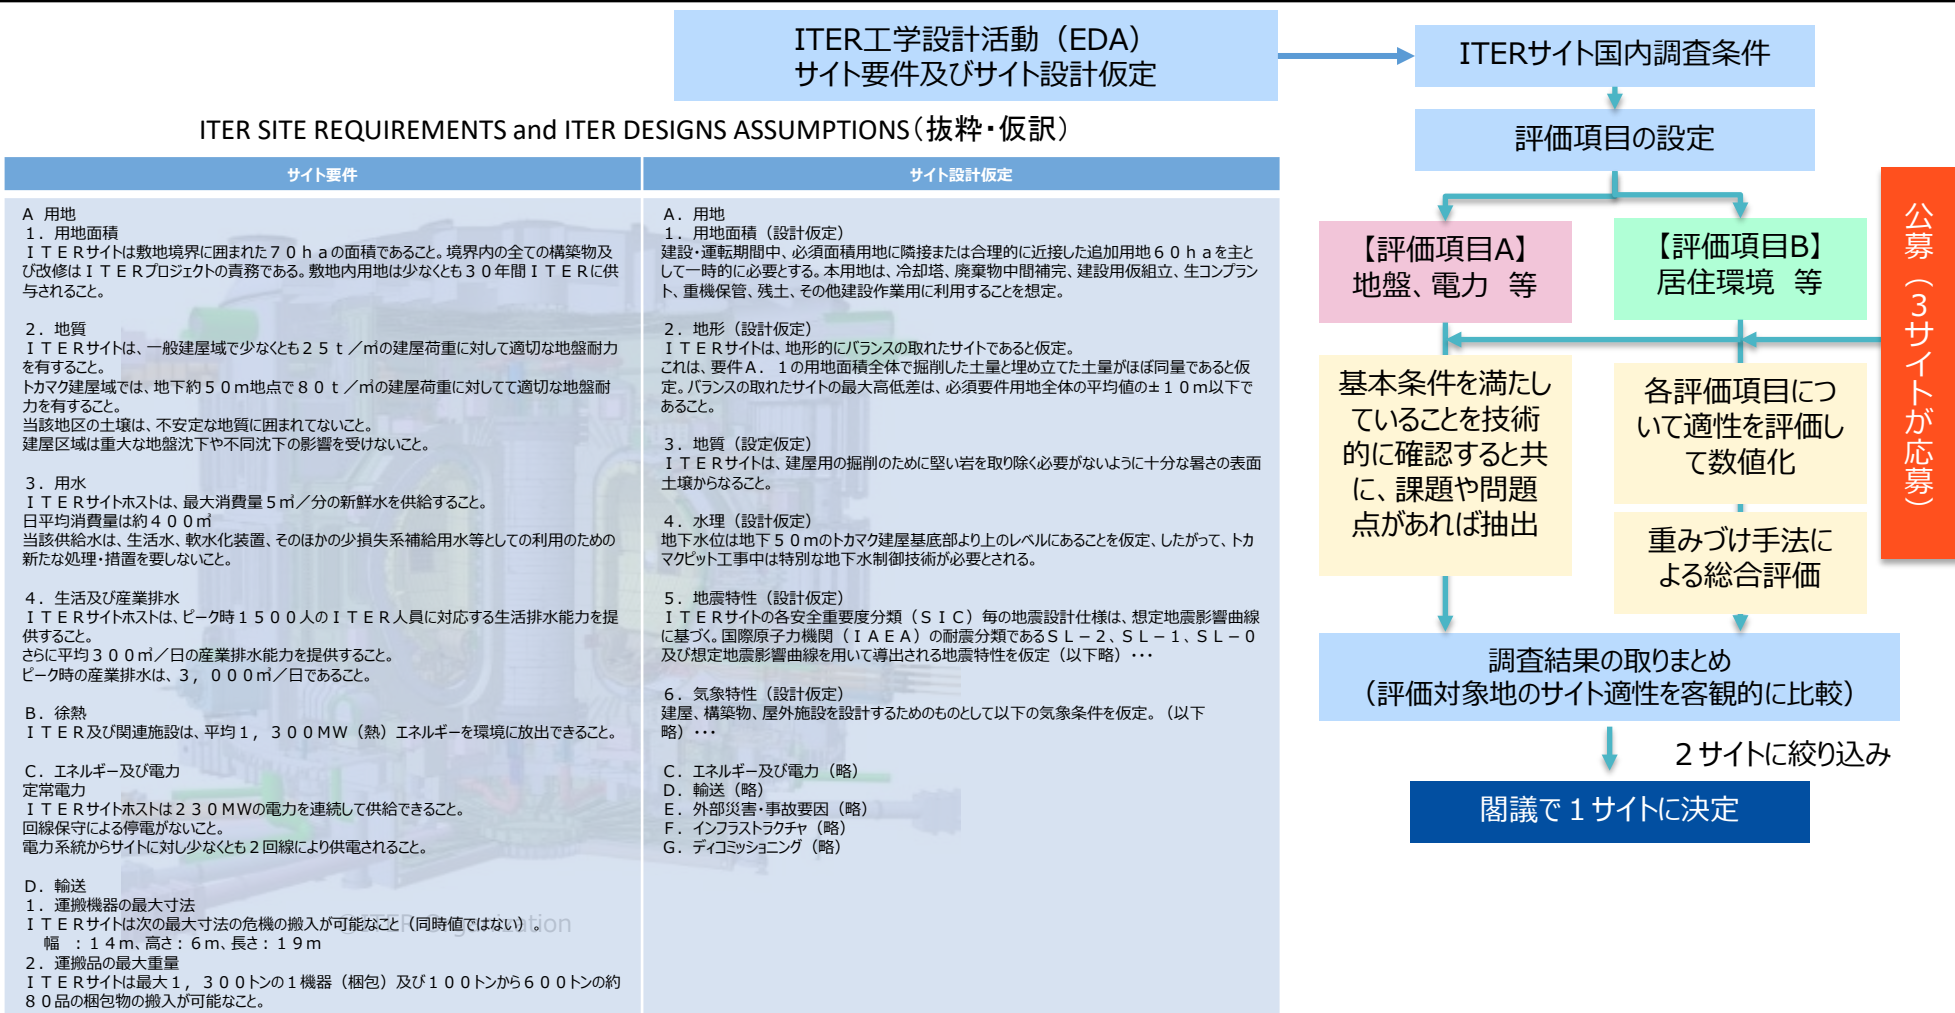 ITER工学設計活動（EDA）
サイト要件及びサイト設計仮定
ITERサイト国内調査条件
ITER SITE REQUIREMENTS and ITER DESIGNS ASSUMPTIONS（抜粋・仮訳）
サイト要件
サイト設計仮定
A 用地
１．用地面積
ＩＴＥＲサイトは敷地境界に囲まれた７０ｈａの面積であること。境界内の全ての構築物及
び改修はＩＴＥＲプロジェクトの責務である。敷地内用地は少なくとも３０年間ＩＴＥＲに供
与されること。
２．地質
ＩＴＥＲサイトは、一般建屋域で少なくとも２５ｔ／㎡の建屋荷重に対して適切な地盤耐力
を有すること。
トカマク建屋域では、地下約５０ｍ地点で８０ｔ／㎡の建屋荷重に対してて適切な地盤耐
力を有すること。
当該地区の土壌は、不安定な地質に囲まれてないこと。
建屋区域は重大な地盤沈下や不同沈下の影響を受けないこと。
３．用水
ＩＴＥＲサイトホストは、最大消費量５㎥／分の新鮮水を供給すること。
日平均消費量は約４００㎥
当該供給水は、生活水、軟水化装置、そのほかの少損失系補給用水等としての利用のための
新たな処理・措置を要しないこと。
４．生活及び産業排水
ＩＴＥＲサイトホストは、ピーク時１５００人のＩＴＥＲ人員に対応する生活排水能力を提
供すること。
さらに平均３００㎥／日の産業排水能力を提供すること。
ピーク時の産業排水は、３，０００㎥／日であること。
Ｂ．徐熱
ＩＴＥＲ及び関連施設は、平均１，３００ＭＷ（熱）エネルギーを環境に放出できること。
Ｃ．エネルギー及び電力
定常電力
ＩＴＥＲサイトホストは２３０ＭＷの電力を連続して供給できること。
回線保守による停電がないこと。
電力系統からサイトに対し少なくとも２回線により供電されること。
Ｄ．輸送
１．運搬機器の最大寸法
ＩＴＥＲサイトは次の最大寸法の危機の搬入が可能なこと（同時値ではない）。
幅 ：１４ｍ、高さ：６ｍ、長さ：１９ｍ
２．運搬品の最大重量
ＩＴＥＲサイトは最大１，３００トンの１機器（梱包）及び１００トンから６００トンの約
８０品の梱包物の搬入が可能なこと。
©ITER Organization
Ａ．用地
１．用地面積（設計仮定）
建設・運転期間中、必須面積用地に隣接または合理的に近接した追加用地６０ｈａを主と
して一時的に必要とする。本用地は、冷却塔、廃棄物中間補完、建設用仮組立、生コンプラン
ト、重機保管、残土、その他建設作業用に利用することを想定。
２．地形（設計仮定）
ＩＴＥＲサイトは、地形的にバランスの取れたサイトであると仮定。
これは、要件Ａ．１の用地面積全体で掘削した土量と埋め立てた土量がほぼ同量であると仮
定。バランスの取れたサイトの最大高低差は、必須要件用地全体の平均値の±１０ｍ以下で
あること。
３．地質（設定仮定）
ＩＴＥＲサイトは、建屋用の掘削のために堅い岩を取り除く必要がないように十分な暑さの表面
土壌からなること。
４．水理（設計仮定）
地下水位は地下５０ｍのトカマク建屋基底部より上のレベルにあることを仮定、したがって、トカ
マクピット工事中は特別な地下水制御技術が必要とされる。
５．地震特性（設計仮定）
ＩＴＥＲサイトの各安全重要度分類（ＳＩＣ）毎の地震設計仕様は、想定地震影響曲線
に基づく。国際原子力機関（ＩＡＥＡ）の耐震分類であるＳＬ－２、ＳＬ－１、ＳＬ－０
及び想定地震影響曲線を用いて導出される地震特性を仮定（以下略）・・・
６．気象特性（設計仮定）
建屋、構築物、屋外施設を設計するためのものとして以下の気象条件を仮定。（以下
略）・・・
Ｃ．エネルギー及び電力（略）
Ｄ．輸送（略）
Ｅ．外部災害・事故要因（略）
Ｆ．インフラストラクチャ（略）
Ｇ．ディコミッショニング（略）
評価項目の設定
【評価項目A】
地盤、電力 等
【評価項目B】
居住環境 等
公募（３サイトが応募）
基本条件を満たし
ていることを技術
的に確認すると共
に、課題や問題
点があれば抽出
各評価項目につ
いて適性を評価し
て数値化
重みづけ手法に
よる総合評価
調査結果の取りまとめ
（評価対象地のサイト適性を客観的に比較）
２サイトに絞り込み
閣議で１サイトに決定